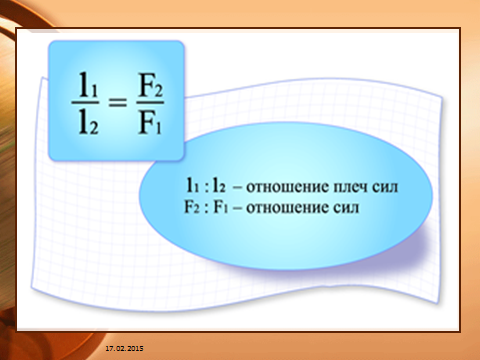 l₁/l₂ = F₂/F₁
l₁ : l₂ – отношение плеч сил
F₂ : F₁ – отношение сил
17.02.2015